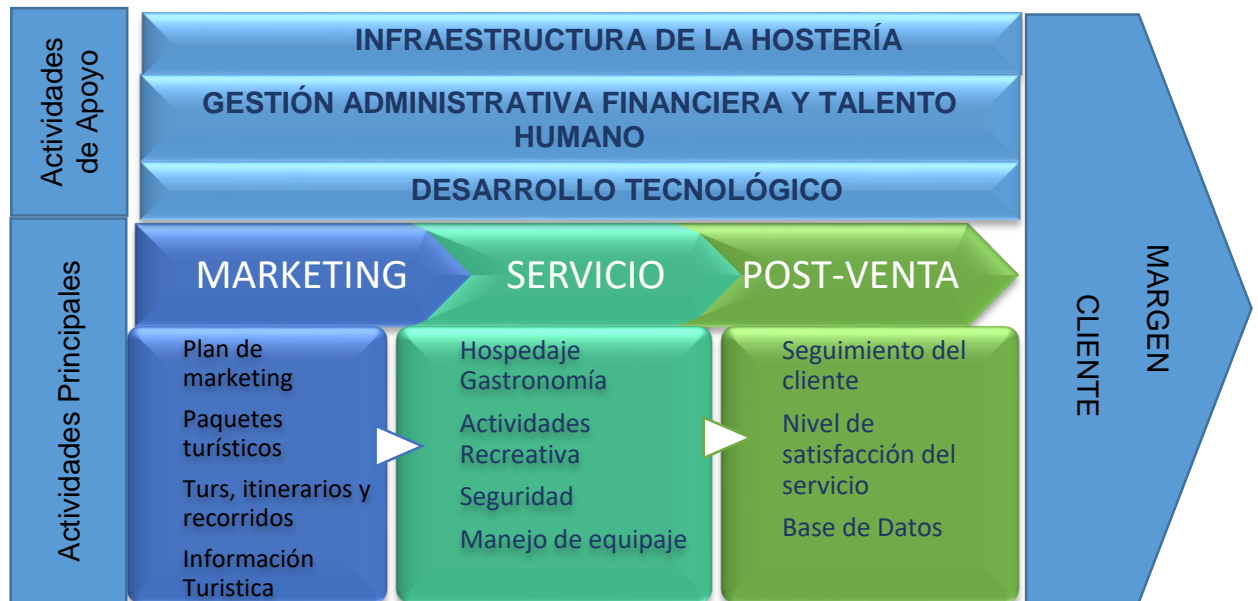 Actividades
de Apoyo
INFRAESTRUCTURA DE LA HOSTERÍA
GESTIÓN ADMINISTRATIVA FINANCIERA Y TALENTO
HUMANO
DESARROLLO TECNOLÓGICO
Actividades Principales
MARKETING
SERVICIO
POST-VENTA
Plan de
marketing
Paquetes
turísticos
Turs, itinerarios y
recorridos
Información
Turistica
Hospedaje
Gastronomía
Actividades
Recreativa
Seguridad
Manejo de equipaje
Seguimiento del
cliente
Nivel de
satisfacción del
servicio
Base de Datos
MARGEN
CLIENTE